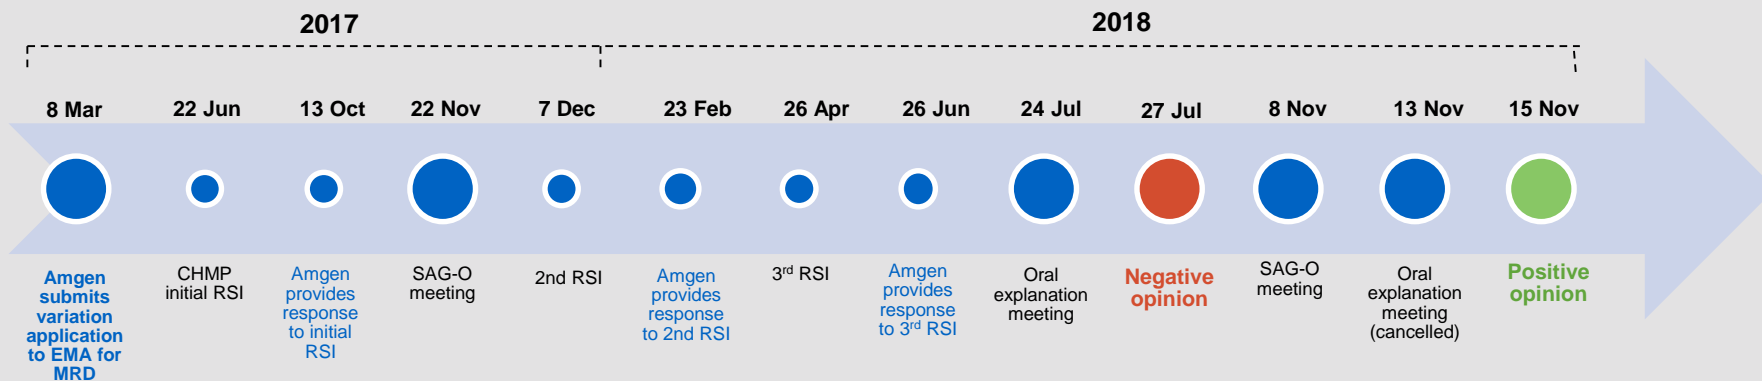 2017
2018
8 Mar
22 Jun
13 Oct
22 Nov
7 Dec
23 Feb
26 Apr
26 Jun
24 Jul
27 Jul
8 Nov
13 Nov
15 Nov
Amgen
submits
variation
application
to EMA for
MRD
CHMP
initial RSI
Amgen
provides
response
to initial
RSI
SAG-O
meeting
2nd RSI
Amgen
provides
response
to 2nd RSI
3rd RSI
Amgen
provides
response
to 3rd RSI
Oral
explanation
meeting
Negative
opinion
SAG-O
meeting
Oral
explanation
meeting
(cancelled)
Positive
opinion